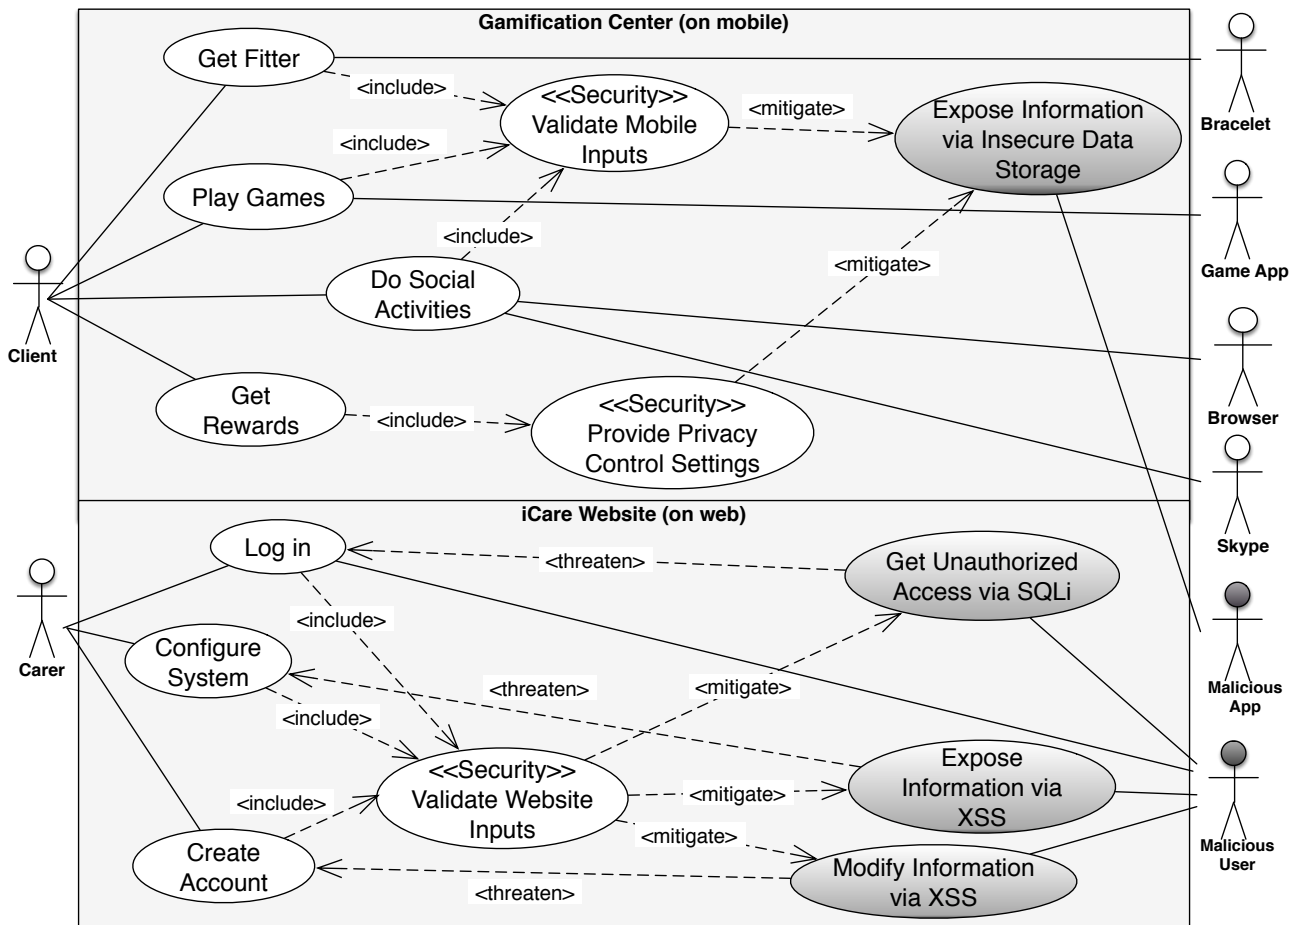 Gamification Center (on mobile)
Get Fitter
<include>
<<Security>>
Validate Mobile
Inputs
<mitigate>
Expose Information
via Insecure Data
Storage
Bracelet
<include>
Play Games
<include>
Do Social
Activities
<mitigate>
Game App
Client
Get
Rewards
<include>
<<Security>>
Provide Privacy
Control Settings
Browser
Skype
iCare Website (on web)
Log in
<threaten>
Get Unauthorized
Access via SQLi
<include>
Carer
Configure
System
<threaten>
<mitigate>
Malicious
App
<include>
<<Security>>
Validate Website
Inputs
<include>
<mitigate>
Expose
Information via
XSS
<mitigate>
Malicious
User
Create
Account
<threaten>
Modify Information
via XSS